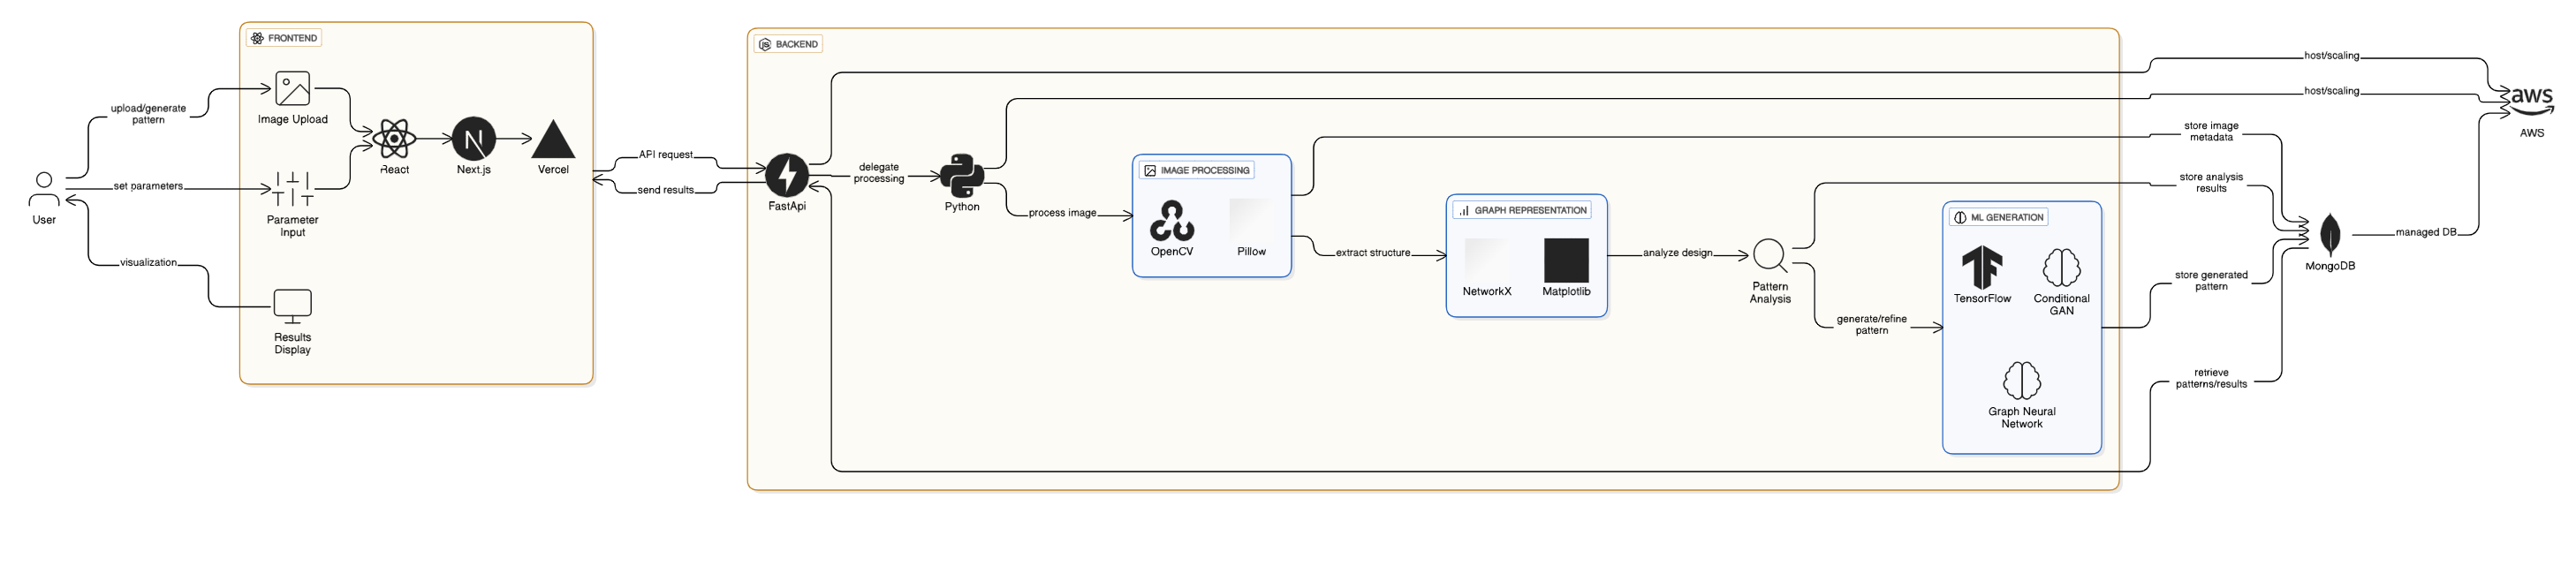 FRONTEND
BACKEND
upload/generate
pattern
Image Upload
React
Next.js
Vercel
User
set parameters
Parameter
Input
visualization
Results
Display
API request
send results
FastApi
delegate
processing
Python
process image
IMAGE PROCESSING
OpenCV
Pillow
extract structure
GRAPH REPRESENTATION
NetworkX
Matplotlib
analyze design
Pattern
Analysis
generate/refine
pattern
ML GENERATION
TensorFlow
Conditional
GAN
Graph Neural
Network
host/scaling
host/scaling
store image
metadata
store analysis
results
store generated
pattern
retrieve
patterns/results
MongoDB
managed DB
aws
AWS